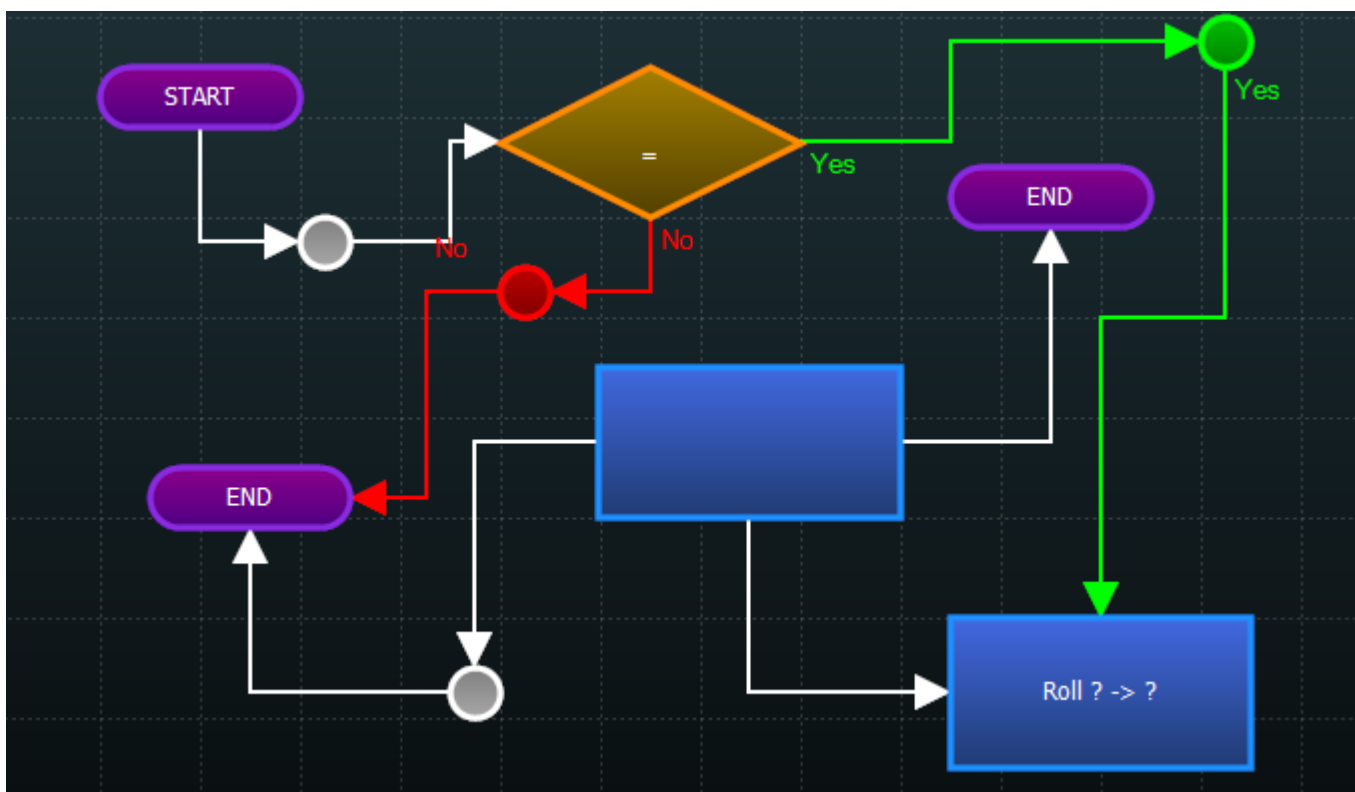 START
=
Yes
Yes
END
No
No
END
Roll ? -> ?